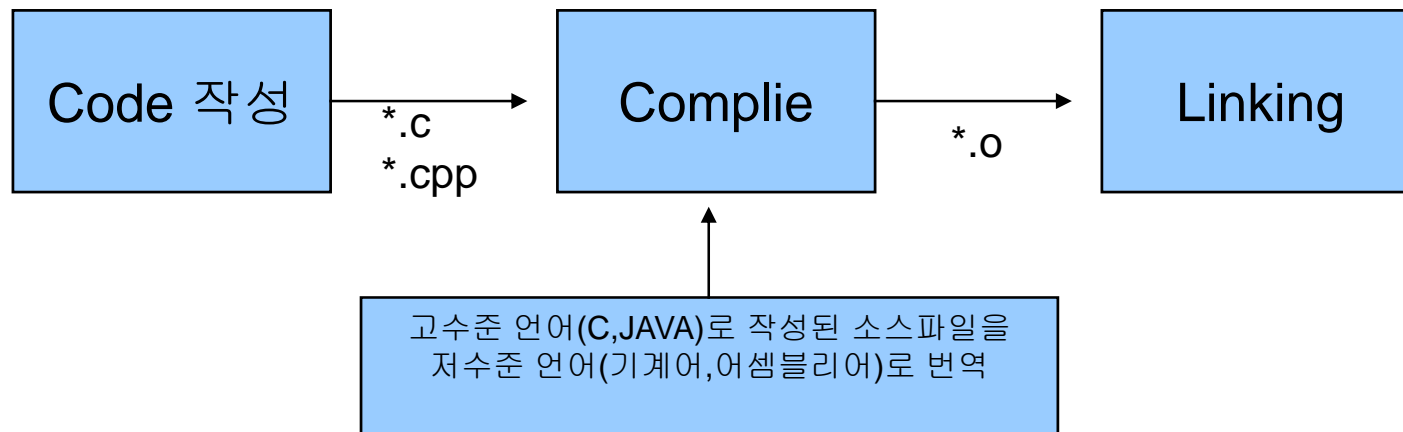 Code 작성
*.c
*.cpp
Complie
*.o
Linking
고수준 언어(C,JAVA)로 작성된 소스파일을
저수준 언어(기계어,어셈블리어)로 번역